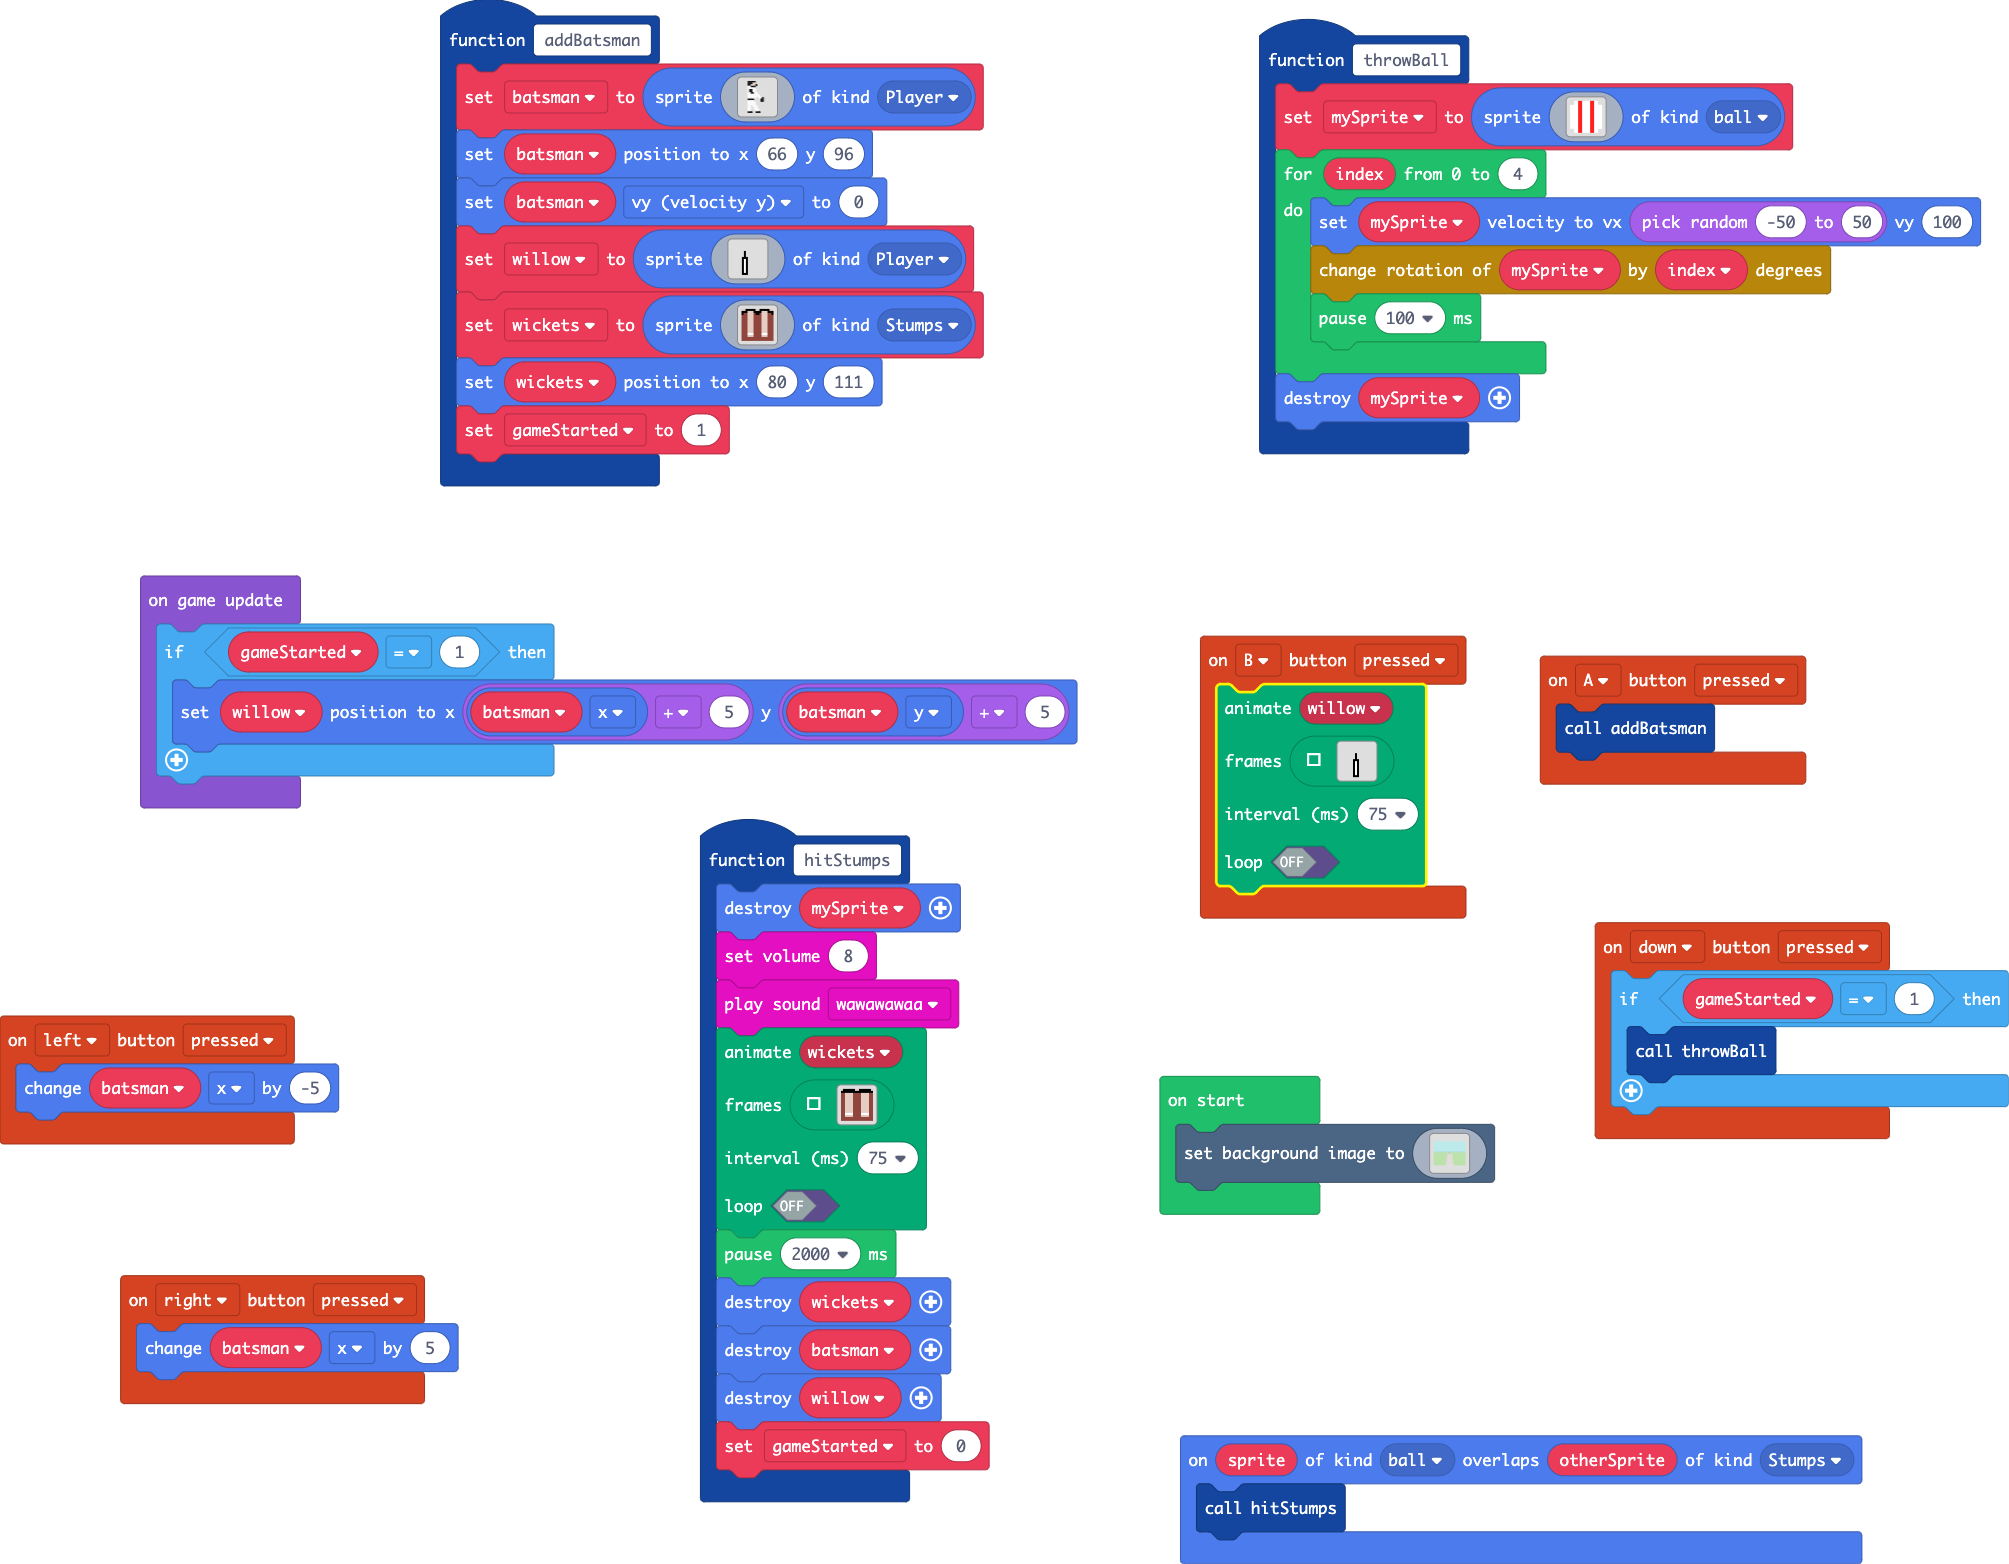 function addBatsman
set batsman to sprite of kind Player
set batsman position to x 66 y 96
set batsman vy (velocity y) to 0
set willow to sprite of kind Player
set wickets to sprite of kind Stumps
set wickets position to x 80 y 111
set gameStarted to 1
function throwBall
set mySprite to sprite of kind ball
for index from 0 to 4
do
set mySprite velocity to vx pick random -50 to 50 vy 100
change rotation of mySprite by index degrees
pause 100 ms
destroy mySprite
on game update
if gameStarted = 1 then
set willow position to x batsman x + 5 y batsman y + 5
on B button pressed
animate willow
frames
interval (ms) 75
loop OFF
on A button pressed
call addBatsman
function hitStumps
destroy mySprite
set volume 8
play sound wawawawaa
animate wickets
frames
interval (ms) 75
loop OFF
pause 2000 ms
destroy wickets
destroy batsman
destroy willow
set gameStarted to 0
on down button pressed
if gameStarted = 1 then
call throwBall
on left button pressed
change batsman x by -5
on start
set background image to
on right button pressed
change batsman x by 5
on sprite of kind ball overlaps otherSprite of kind Stumps
call hitStumps